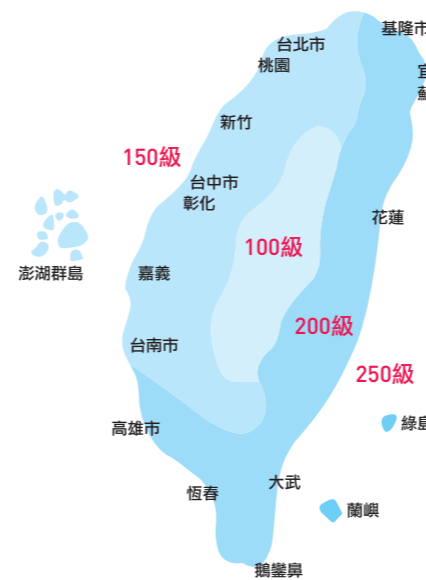 基隆市
台北市
桃園
宜
新竹
150級
台中市
彰化
花蓮
100級
澎湖群島
嘉義
200級
台南市
250級
綠島
高雄市
大武
恆春
蘭嶼
鵝鑾鼻